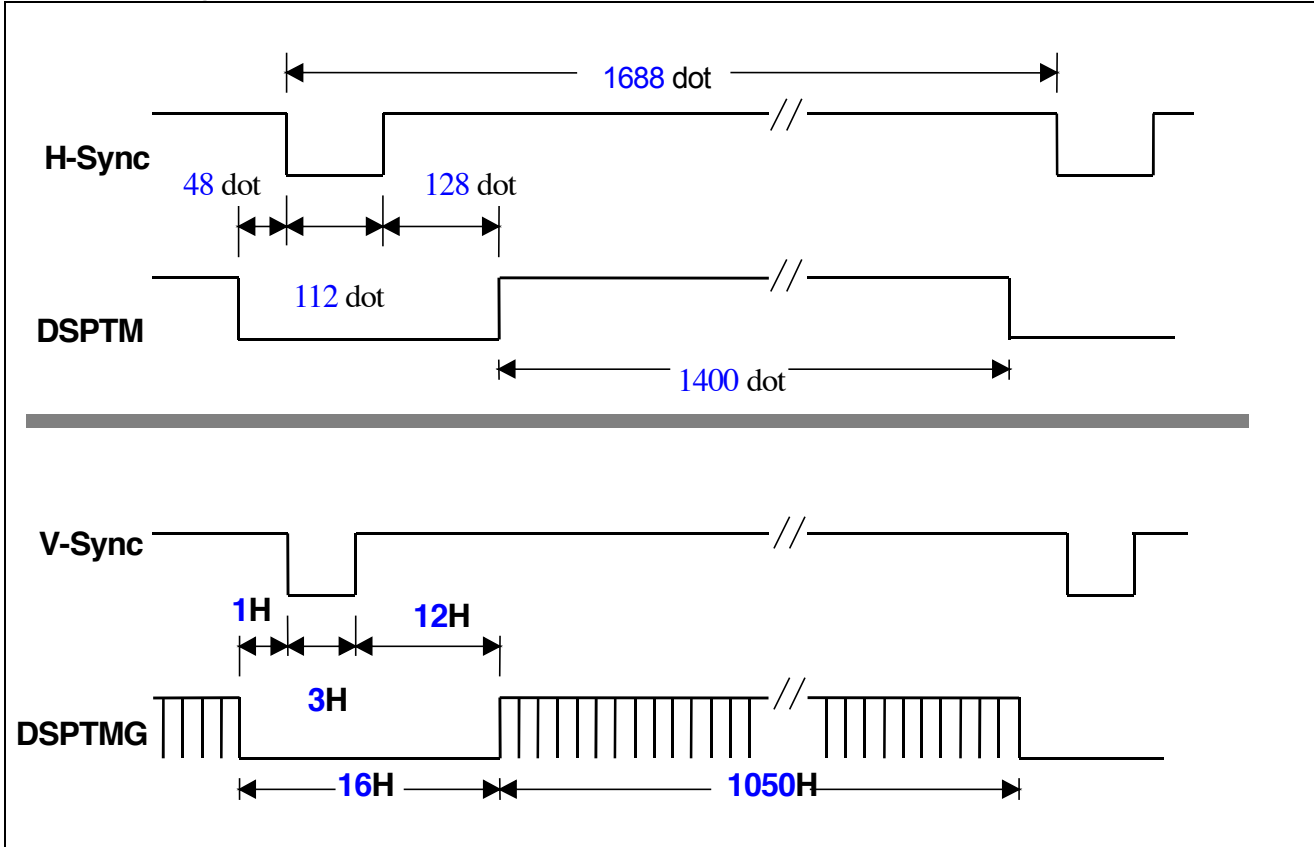 1688 dot
H-Sync
48 dot
128 dot
112 dot
DSPTM
1400 dot
V-Sync
1H
12H
3H
DSPTMG
16H
1050H